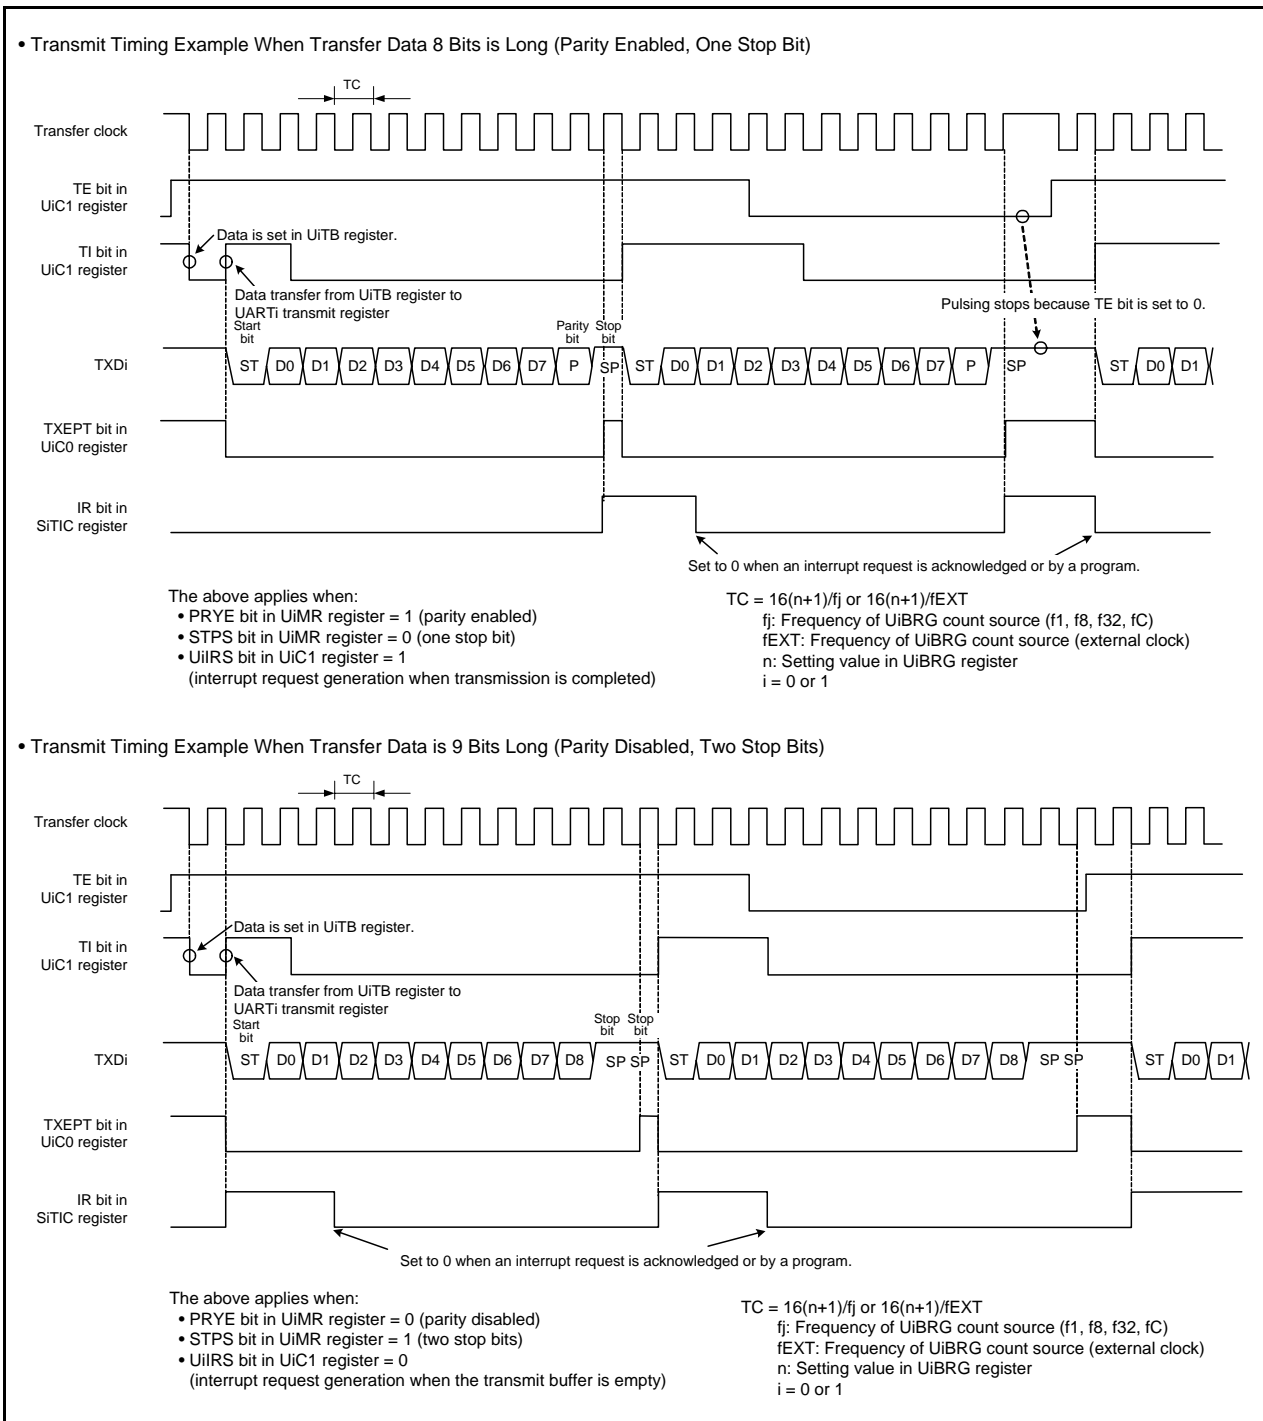 • Transmit Timing Example When Transfer Data 8 Bits is Long (Parity Enabled, One Stop Bit)
TC
Transfer clock
TE bit in
UiC1 register
Data is set in UiTB register.
TI bit in
UiC1 register
Data transfer from UiTB register to
UARTi transmit register
Pulsing stops because TE bit is set to 0.
Start
bit
Parity
bit
Stop
bit
TXDi
ST D0 D1 D2 D3 D4 D5 D6 D7 P SP ST D0 D1 D2 D3 D4 D5 D6 D7 P SP ST D0 D1
TXEPT bit in
UiC0 register
IR bit in
SiTIC register
Set to 0 when an interrupt request is acknowledged or by a program.
The above applies when:
• PRYE bit in UiMR register = 1 (parity enabled)
• STPS bit in UiMR register = 0 (one stop bit)
• UiIRS bit in UiC1 register = 1
(interrupt request generation when transmission is completed)
TC = 16(n+1)/fj or 16(n+1)/fEXT
fj: Frequency of UiBRG count source (f1, f8, f32, fC)
fEXT: Frequency of UiBRG count source (external clock)
n: Setting value in UiBRG register
i = 0 or 1
• Transmit Timing Example When Transfer Data is 9 Bits Long (Parity Disabled, Two Stop Bits)
TC
Transfer clock
TE bit in
UiC1 register
Data is set in UiTB register.
TI bit in
UiC1 register
Data transfer from UiTB register to
UARTi transmit register
Start
bit
Stop
bit
Stop
bit
TXDi
ST D0 D1 D2 D3 D4 D5 D6 D7 D8 SP SP ST D0 D1 D2 D3 D4 D5 D6 D7 D8 SP SP ST D0 D1
TXEPT bit in
UiC0 register
IR bit in
SiTIC register
Set to 0 when an interrupt request is acknowledged or by a program.
The above applies when:
• PRYE bit in UiMR register = 0 (parity disabled)
• STPS bit in UiMR register = 1 (two stop bits)
• UiIRS bit in UiC1 register = 0
(interrupt request generation when the transmit buffer is empty)
TC = 16(n+1)/fj or 16(n+1)/fEXT
fj: Frequency of UiBRG count source (f1, f8, f32, fC)
fEXT: Frequency of UiBRG count source (external clock)
n: Setting value in UiBRG register
i = 0 or 1